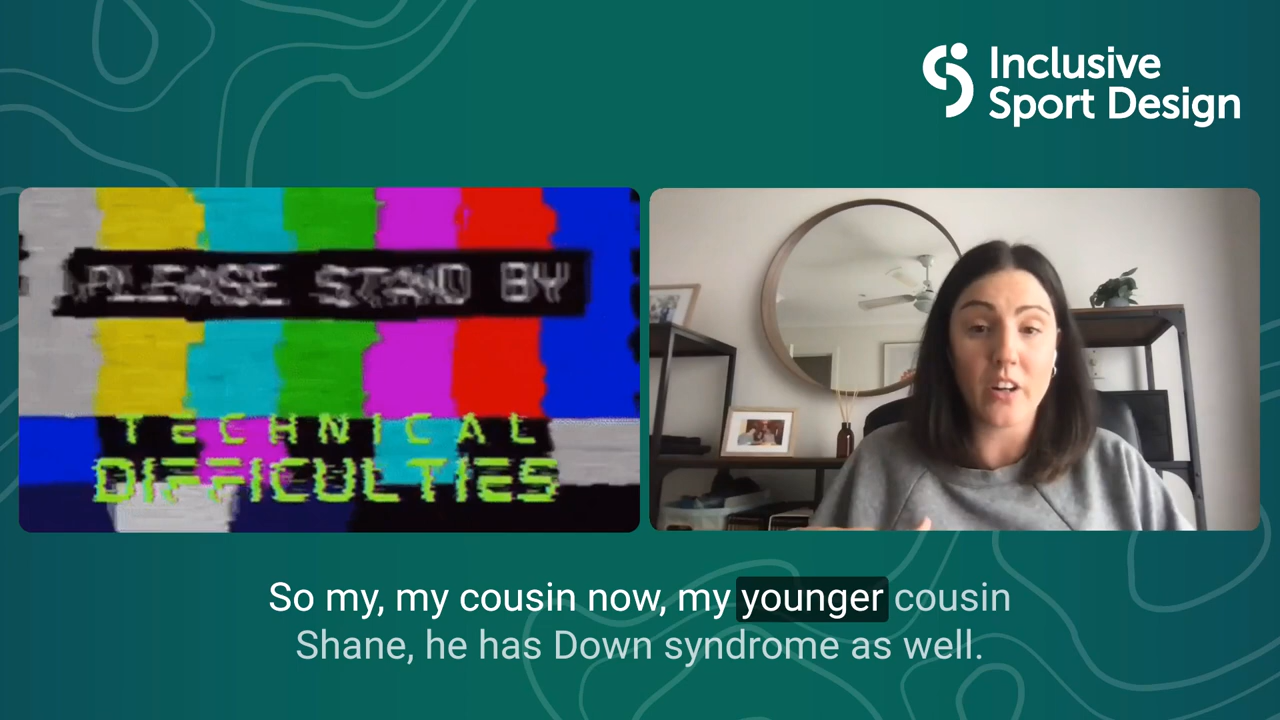 Inclusive
Sport Design
PLEASE STAND BY
TECHNICAL
DIFFICULTIES
So my, my cousin now, my younger cousin
Shane, he has Down syndrome as well.